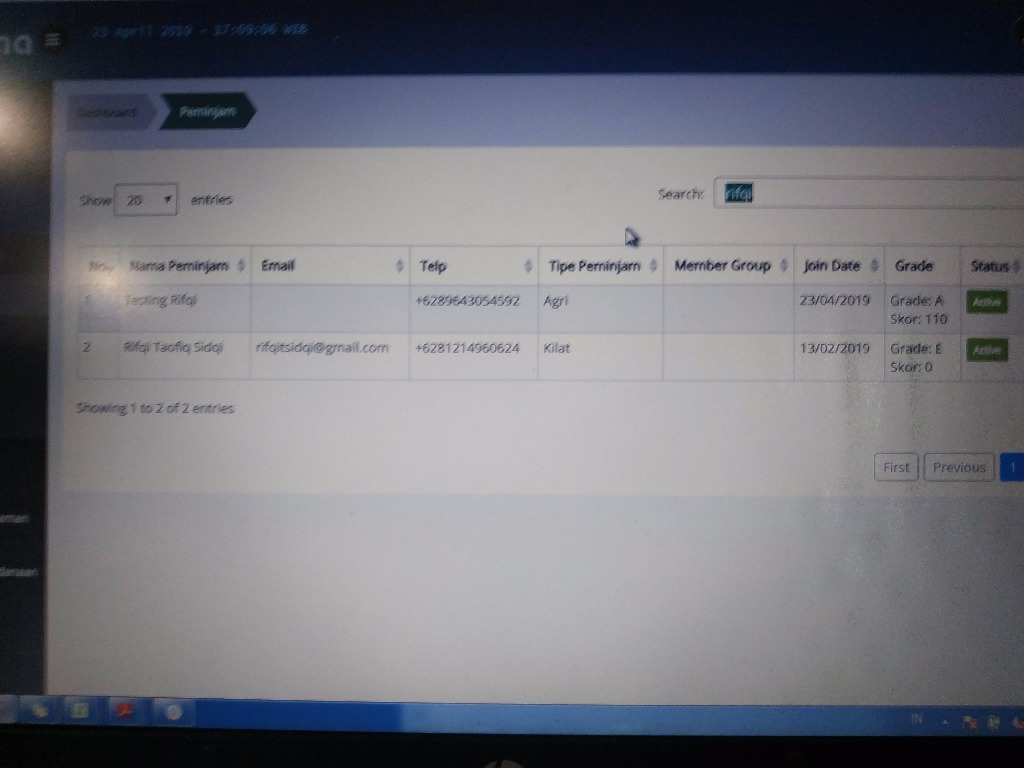 na
23 April 2019 - 17:09:06 WIB
Dashboard Peminjam
Show 20 entries
Search: rifqi
No. Nama Peminjam Email Telp Tipe Peminjam Member Group Join Date Grade Status
1 Testing Rifqi +6289643054592 Agri 23/04/2019 Grade: A Active
Skor: 110
2 Rifqi Taofiq Sidqi rifqitsidqi@gmail.com +6281214960624 Kilat 13/02/2019 Grade: E Active
Skor: 0
Showing 1 to 2 of 2 entries
First Previous 1
eman
danaan
IN